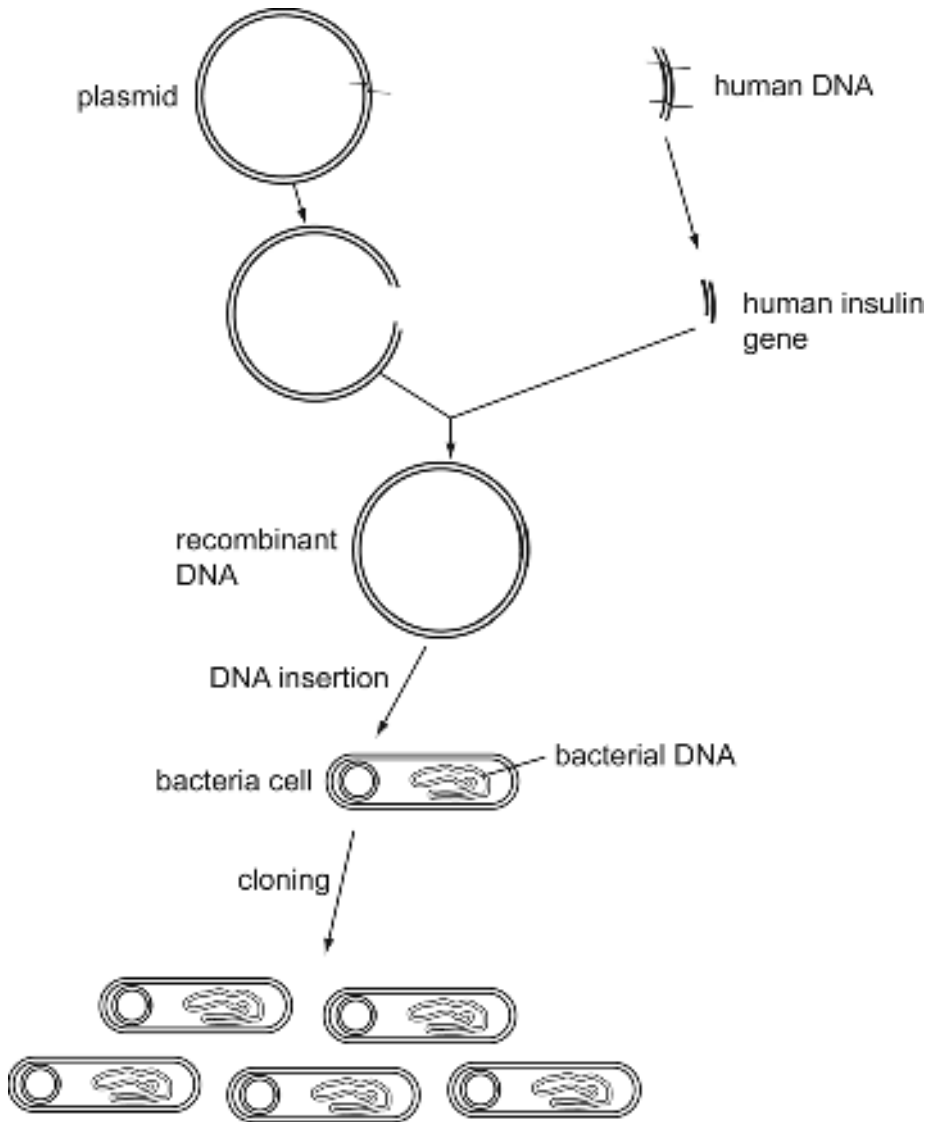 plasmid
human DNA
human insulin
gene
recombinant
DNA
DNA insertion
bacteria cell
bacterial DNA
cloning